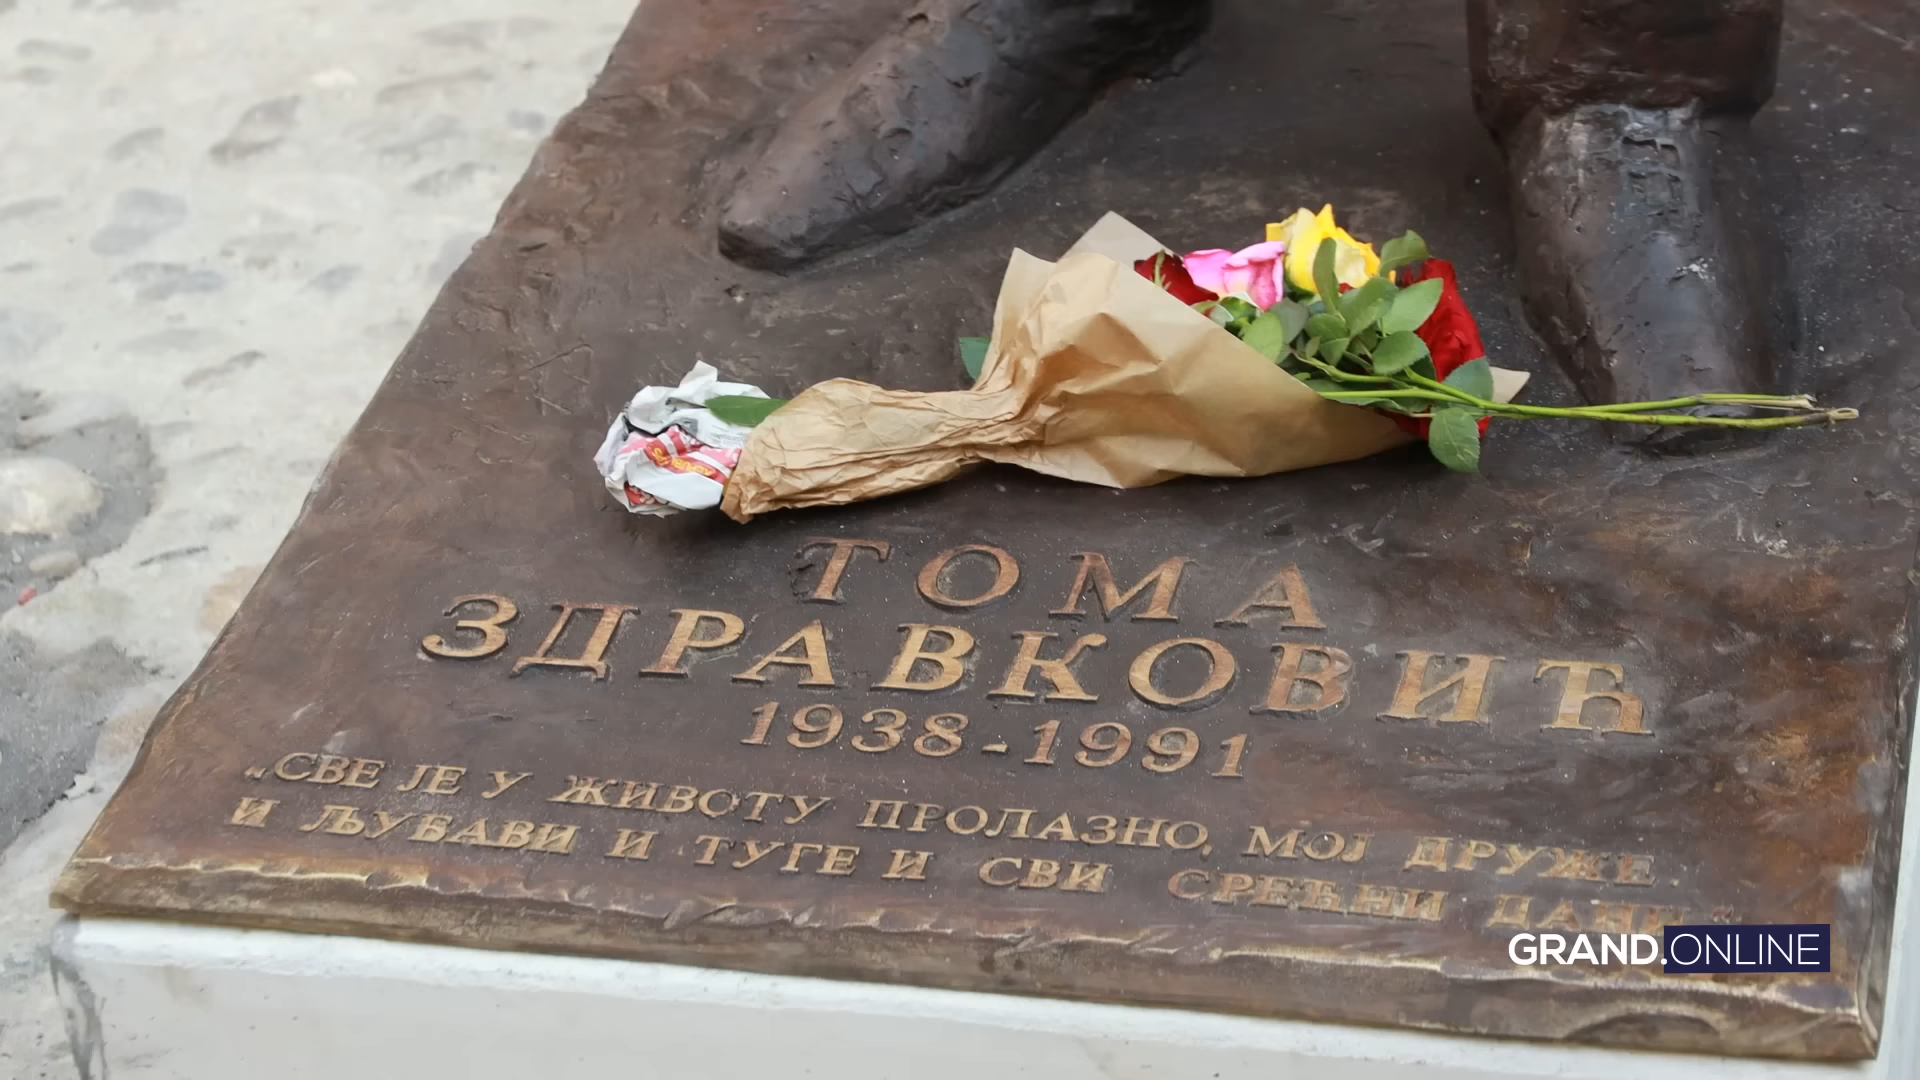 ТОМА
ЗДРАВКОВИЋ
1938-1991
„СВЕ ЈЕ У ЖИВОТУ ПРОЛАЗНО, МОЈ ДРУЖЕ.
И ЉУБАВИ И ТУГЕ И СВИ СРЕЋНИ ДАНИ“
GRAND.ONLINE